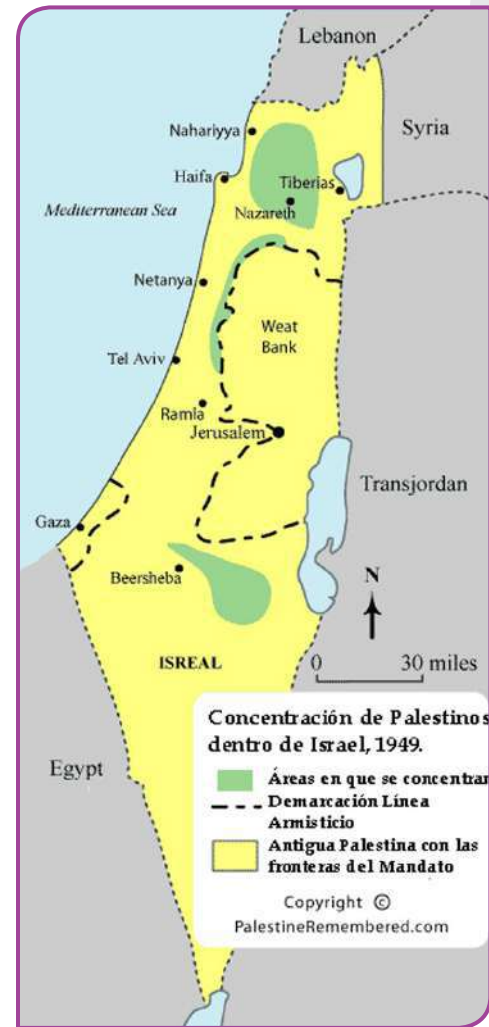 Lebanon
Nahariyya
Syria
Haifa
Tiberias
Mediterranean Sea
Nazareth
Netanya
Weat
Bank
Tel Aviv
Ramla
Jerusalem
Transjordan
Gaza
N
Beersheba
ISREAL
0 30 miles
Concentración de Palestinos
dentro de Israel, 1949.
Egypt
Áreas en que se concentran
Demarcación Línea
Armisticio
Antigua Palestina con las
fronteras del Mandato
Copyright ©
PalestineRemembered.com